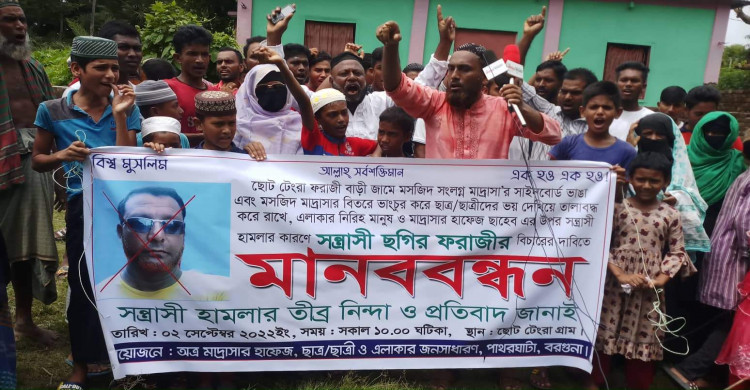 বিশ্ব মুসলিম
আল্লাহ সর্বশক্তিমান
এক হও এক হও
ছোট টেংরা ফরাজী বাড়ী জামে মসজিদ সংলগ্ন মাদ্রাসা'র সাইনবোর্ড ভাঙা
এবং মসজিদ মাদ্রাসার ভিতরে ভাংচুর করে ছাত্র/ছাত্রীদের ভয় দেখিয়ে তালাবদ্ধ
করে রাখে, এলাকার নিরিহ মানুষ ও মাদ্রাসার হাফেজ ছাহেব এর উপর সন্ত্রাসী
হামলার কারণে সন্ত্রাসী ছগির ফরাজীর বিচারের দাবিতে
মানববন্ধন
সন্ত্রাসী হামলার তীব্র নিন্দা ও প্রতিবাদ জানাই
তারিখ : ০২ সেপ্টেম্বর ২০২২ইং, সময় : সকাল ১০.০০ ঘটিকা, স্থান : ছোট টেংরা গ্রাম।
আয়োজনে : অত্র মাদ্রাসার হাফেজ, ছাত্র/ছাত্রী ও এলাকার জনসাধারণ, পাথরঘাটা, বরগুনা।